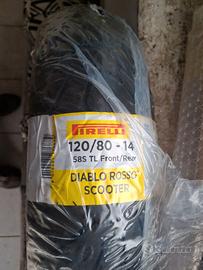 PIRELLI
120/80 - 14
58S TL Front/Rear
DIABLO ROSSO
SCOOTER